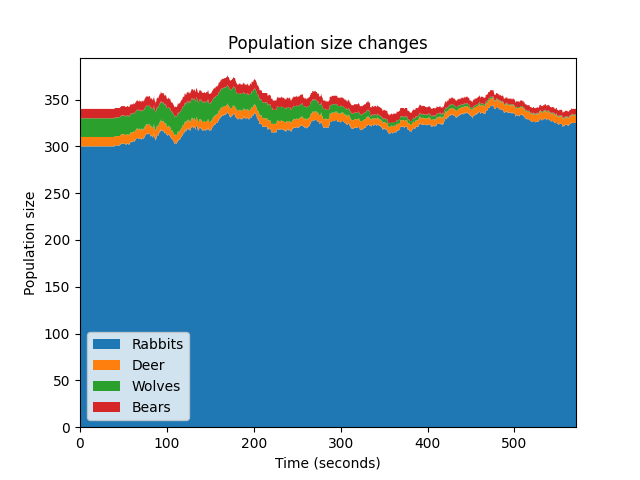 Population size changes
Population size
350
300
250
200
150
100
50
0
Rabbits
Deer
Wolves
Bears
0 100 200 300 400 500
Time (seconds)